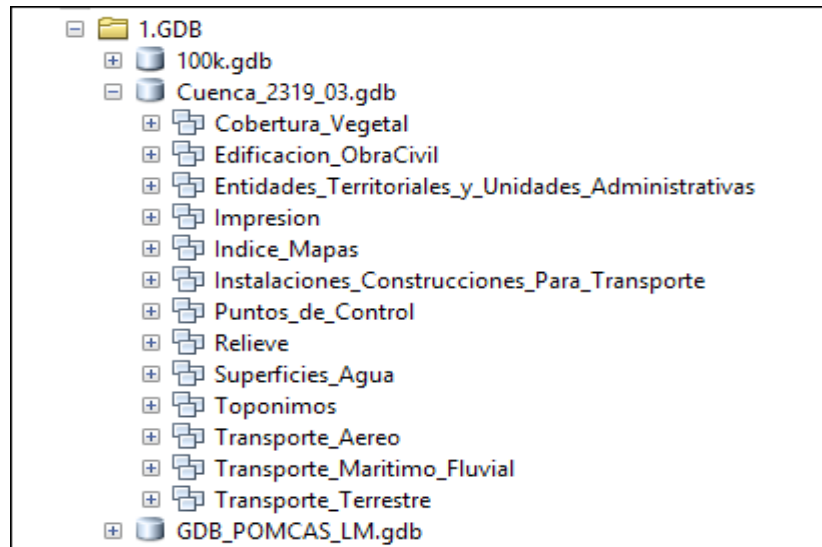 1.GDB
100k.gdb
Cuenca_2319_03.gdb
Cobertura_Vegetal
Edificacion_ObraCivil
Entidades_Territoriales_y_Unidades_Administrativas
Impresion
Indice_Mapas
Instalaciones_Construcciones_Para_Transporte
Puntos_de_Control
Relieve
Superficies_Agua
Toponimos
Transporte_Aereo
Transporte_Maritimo_Fluvial
Transporte_Terrestre
GDB_POMCAS_LM.gdb